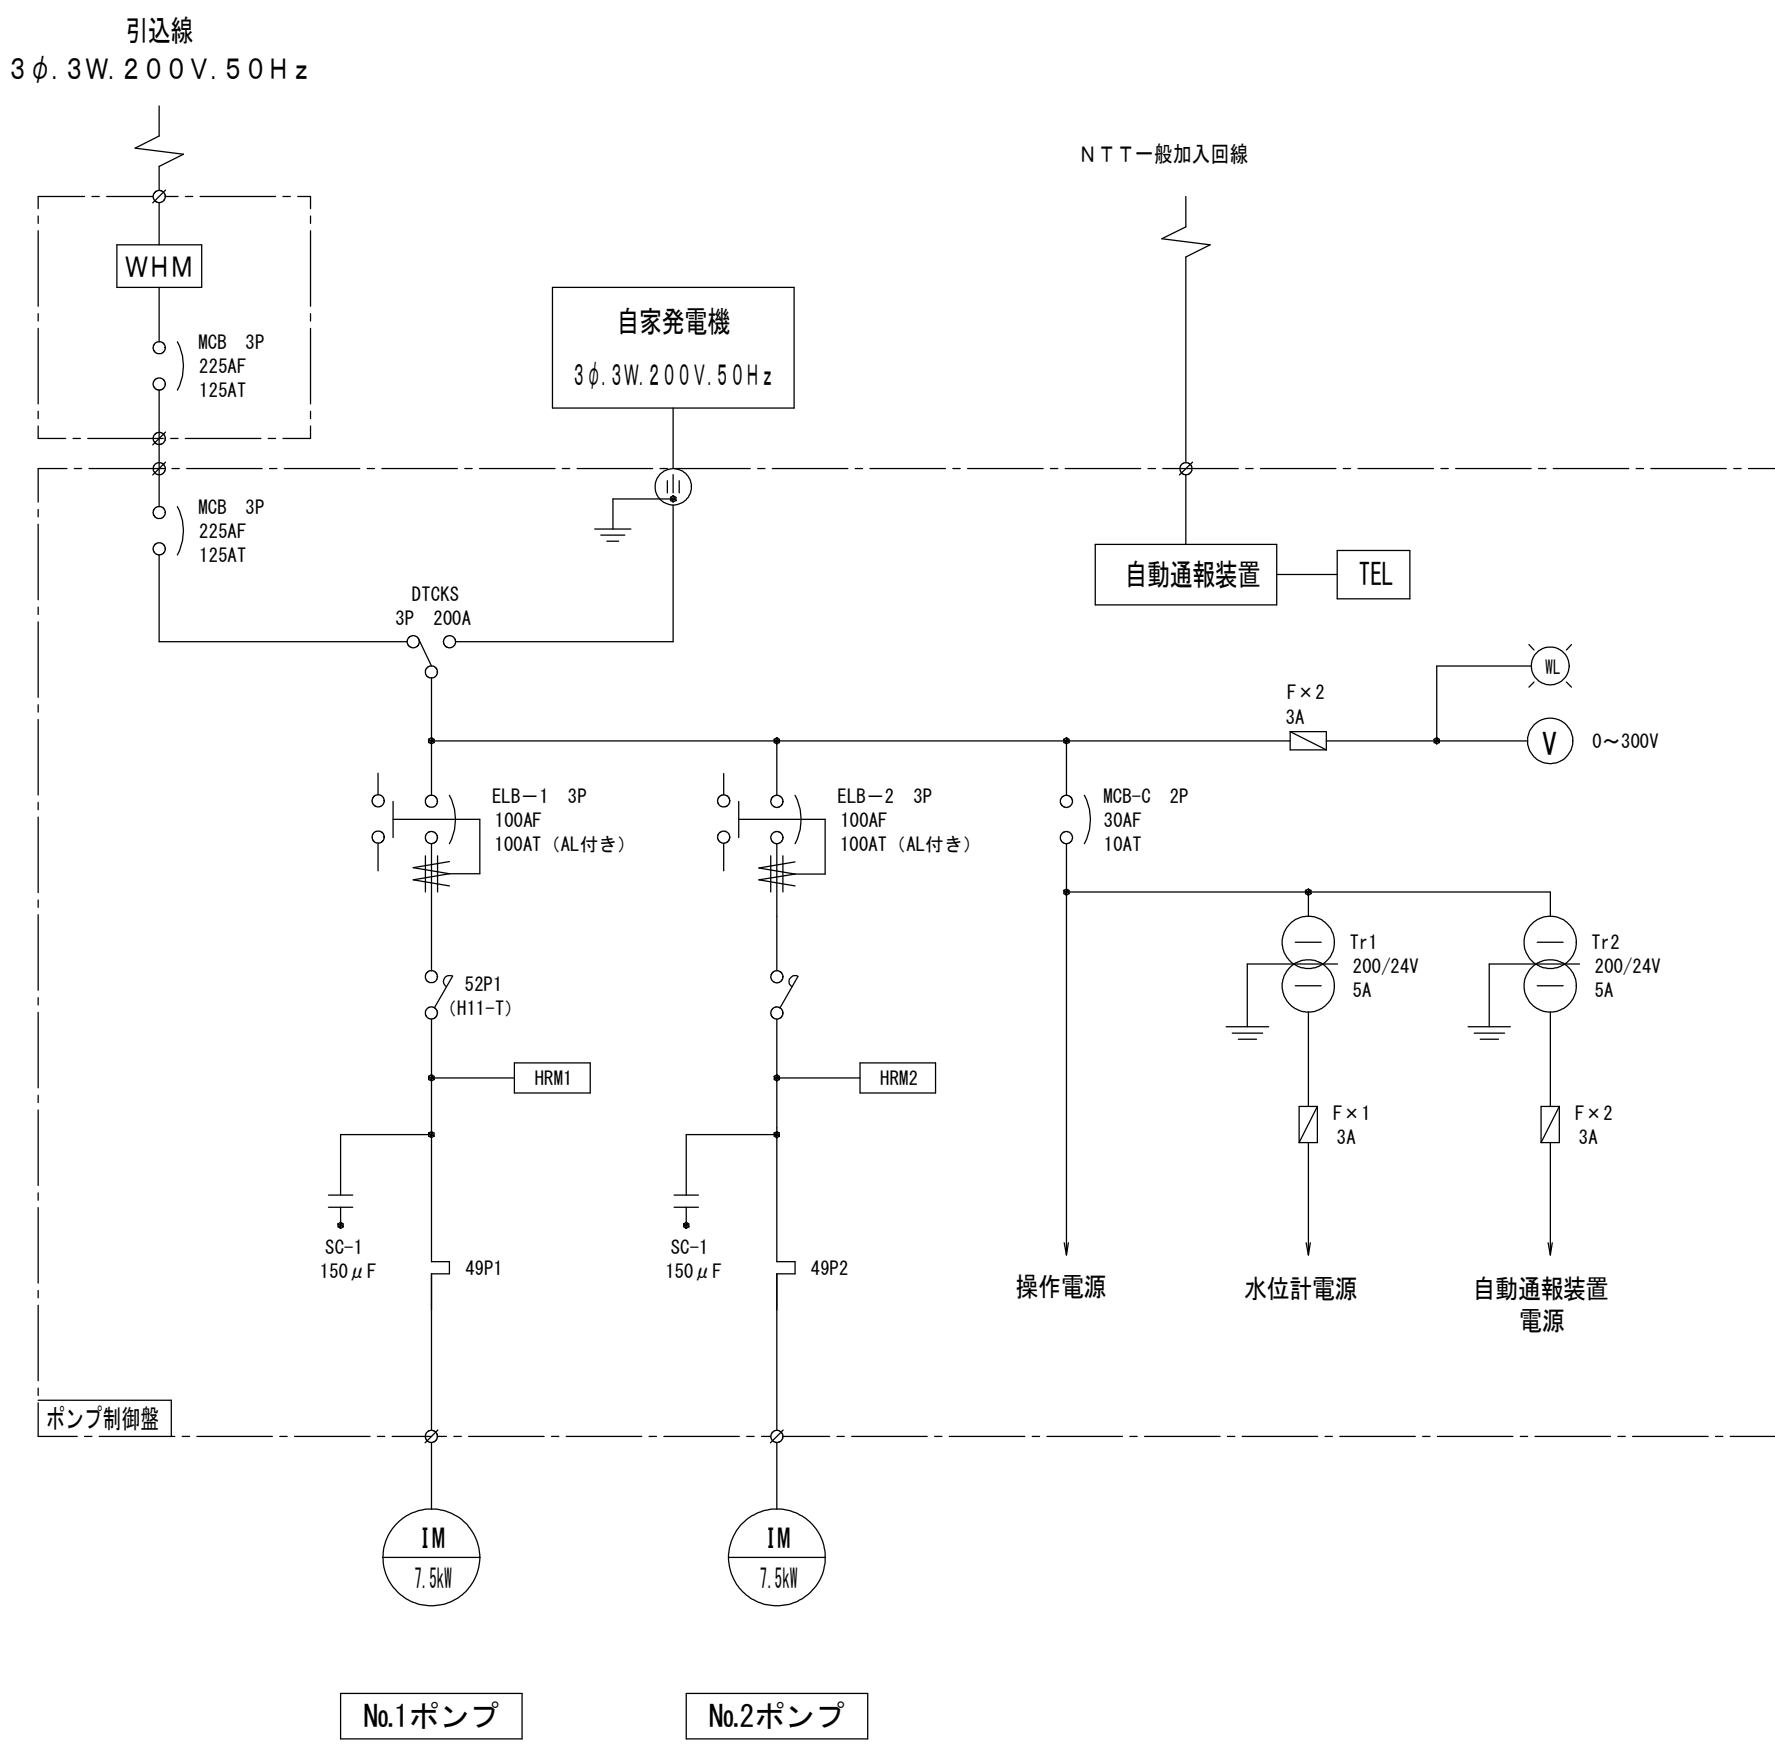 引込線
3φ.3W.200V.50Hz
NTT一般加入回線
WHM
MCB 3P
225AF
125AT
自家発電機
3φ.3W.200V.50Hz
MCB 3P
225AF
125AT
自動通報装置
TEL
DTCKS
3P 200A
WL
F×2
3A
V
0～300V
ELB－1 3P
100AF
100AT（AL付き）
ELB－2 3P
100AF
100AT（AL付き）
MCB-C 2P
30AF
10AT
Tr1
200/24V
5A
Tr2
200/24V
5A
52P1
(H11-T)
HRM1
HRM2
F×1
3A
F×2
3A
SC-1
150μF
49P1
SC-1
150μF
49P2
操作電源
水位計電源
自動通報装置
電源
ポンプ制御盤
IM
7.5kW
IM
7.5kW
№1ポンプ
№2ポンプ